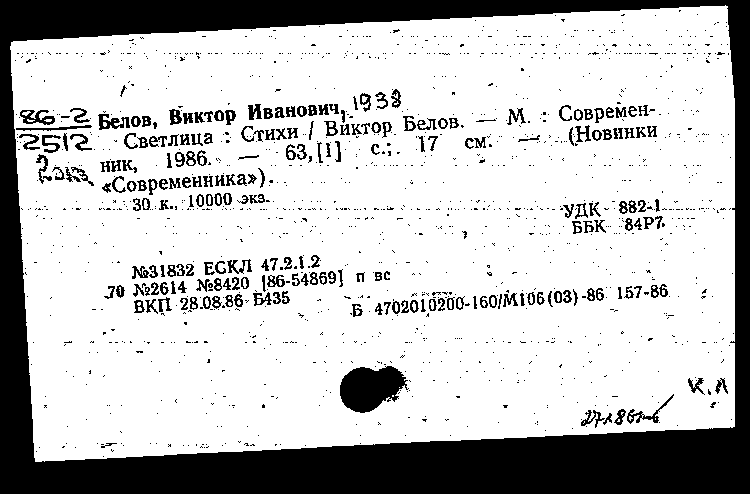 86-2
2512
Белов, Виктор Иванович, 1938
Светлица : Стихи / Виктор Белов. — М. : Современ-
ник, 1986. — 63,[1] с.; 17 см. — (Новинки
«Современника»).
30 к., 10000 экз.
УДК 882-1
ББК 84Р7
№31832 ЕСКЛ 47.2.1.2
70 №2614 №8420 [86-54869] п вс
ВКП 28.08.86 Б435
Б 4702010200-160/М106(03)-86 157-86
К.Л